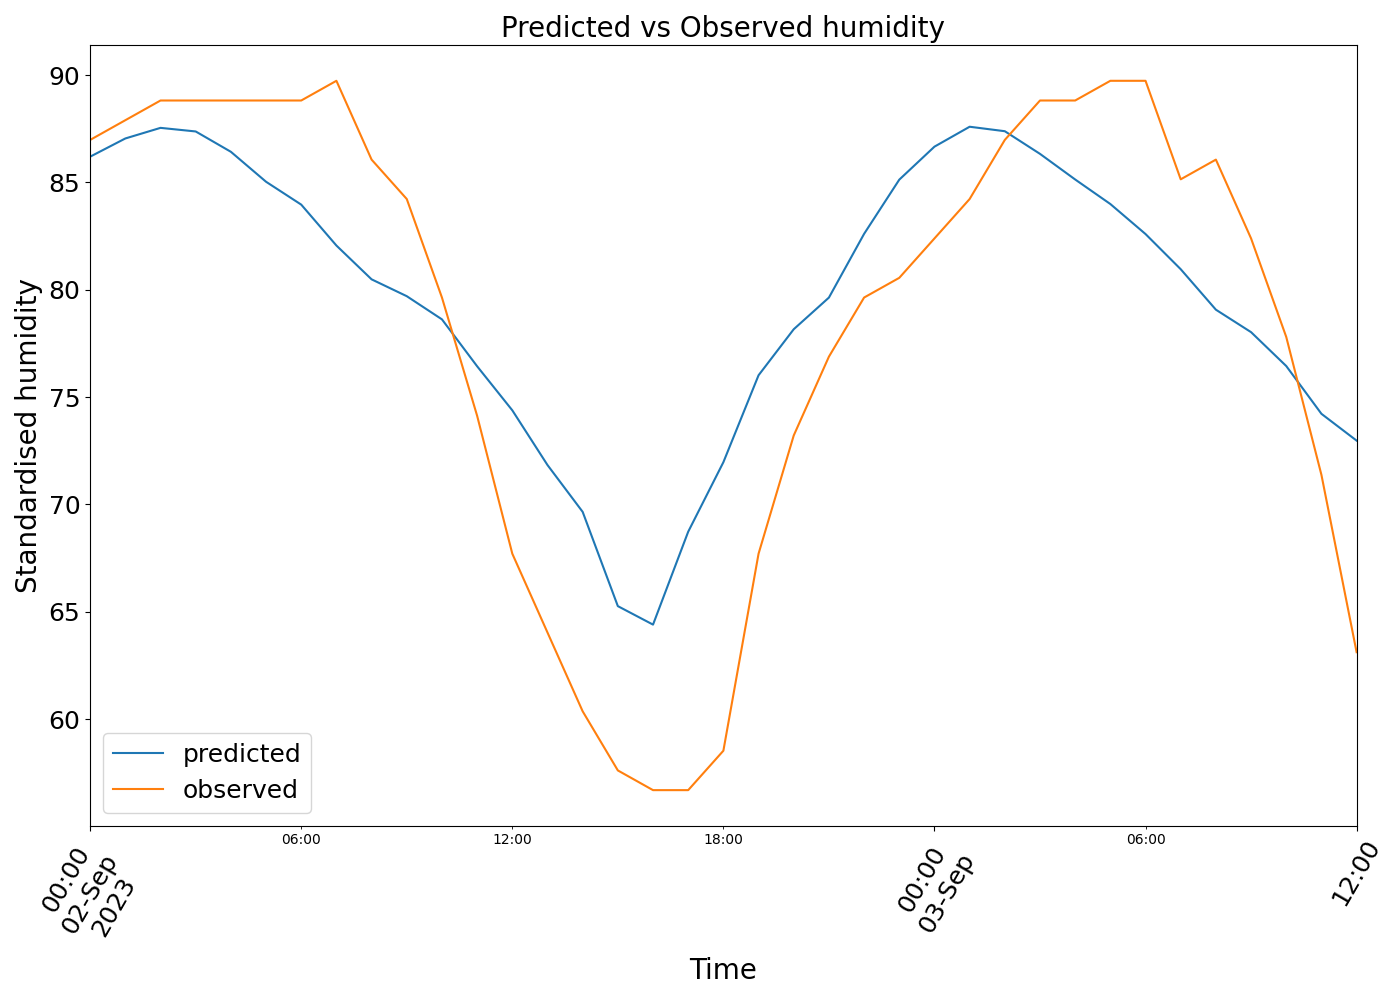 Predicted vs Observed humidity
Standardised humidity
90
85
80
75
70
65
60
predicted
observed
00:00
02-Sep
2023
06:00
12:00
18:00
00:00
03-Sep
06:00
12:00
Time